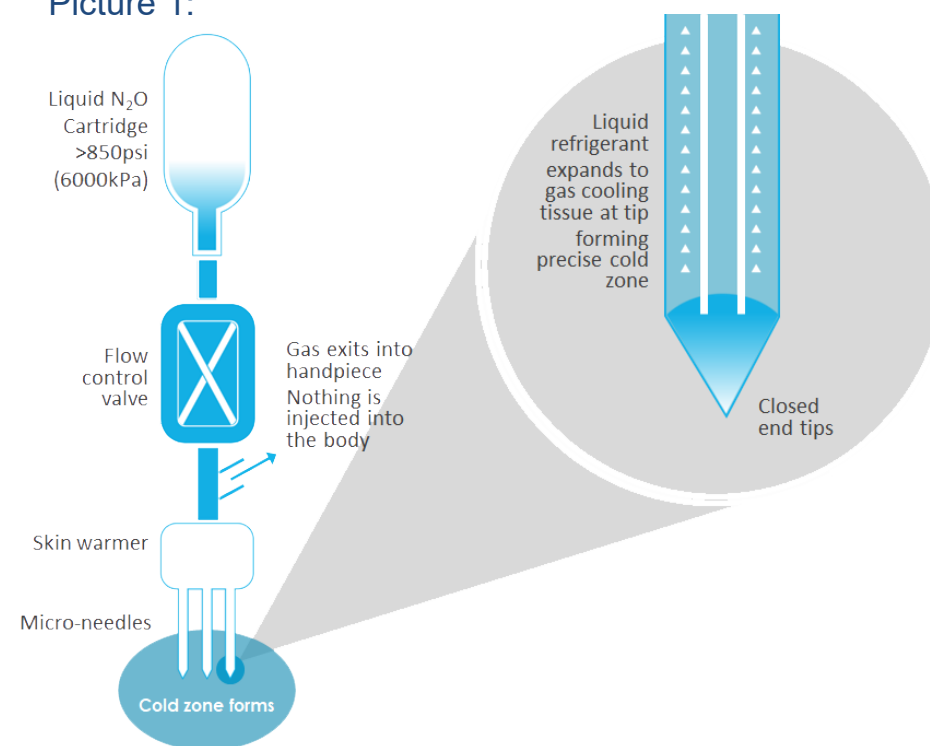 Picture 1:
Liquid N₂O
Cartridge
>850psi
(6000kPa)
Flow
control
valve
Gas exits into
handpiece
Nothing is
injected into
the body
Skin warmer
Micro-needles
Cold zone forms
Liquid
refrigerant
expands to
gas cooling
tissue at tip
forming
precise cold
zone
Closed
end tips